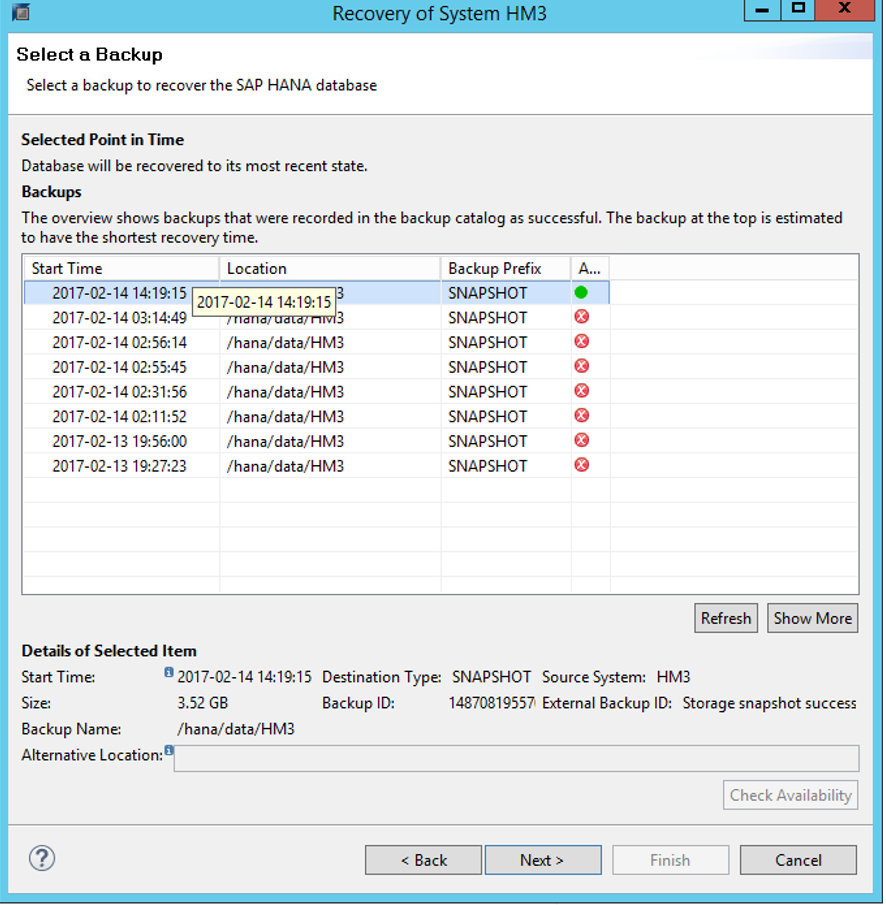 Recovery of System HM3
Select a Backup
Select a backup to recover the SAP HANA database
Selected Point in Time
Database will be recovered to its most recent state.
Backups
The overview shows backups that were recorded in the backup catalog as successful. The backup at the top is estimated
to have the shortest recovery time.
Start Time Location Backup Prefix A...
2017-02-14 14:19:15 2017-02-14 14:19:15 3 SNAPSHOT
2017-02-14 03:14:49 /hana/data/HM3 SNAPSHOT
2017-02-14 02:56:14 /hana/data/HM3 SNAPSHOT
2017-02-14 02:55:45 /hana/data/HM3 SNAPSHOT
2017-02-14 02:31:56 /hana/data/HM3 SNAPSHOT
2017-02-14 02:11:52 /hana/data/HM3 SNAPSHOT
2017-02-13 19:56:00 /hana/data/HM3 SNAPSHOT
2017-02-13 19:27:23 /hana/data/HM3 SNAPSHOT
Refresh Show More
Details of Selected Item
Start Time: 2017-02-14 14:19:15 Destination Type: SNAPSHOT Source System: HM3
Size: 3.52 GB Backup ID: 1487081955 External Backup ID: Storage snapshot success
Backup Name: /hana/data/HM3
Alternative Location:
Check Availability
? < Back Next > Finish Cancel